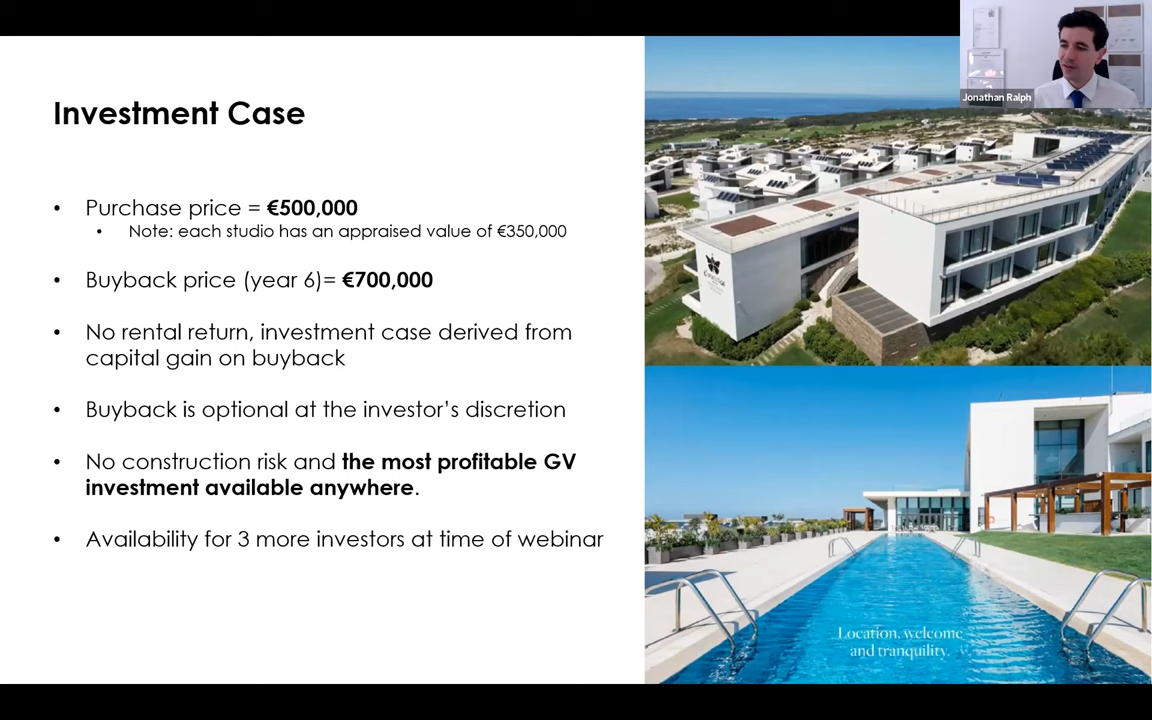 Jonathan Ralph
Investment Case
• Purchase price = €500,000
• Note: each studio has an appraised value of €350,000
• Buyback price (year 6)= €700,000
• No rental return, investment case derived from
capital gain on buyback
• Buyback is optional at the investor’s discretion
• No construction risk and the most profitable GV
investment available anywhere.
• Availability for 3 more investors at time of webinar
Location, welcome
and tranquility.